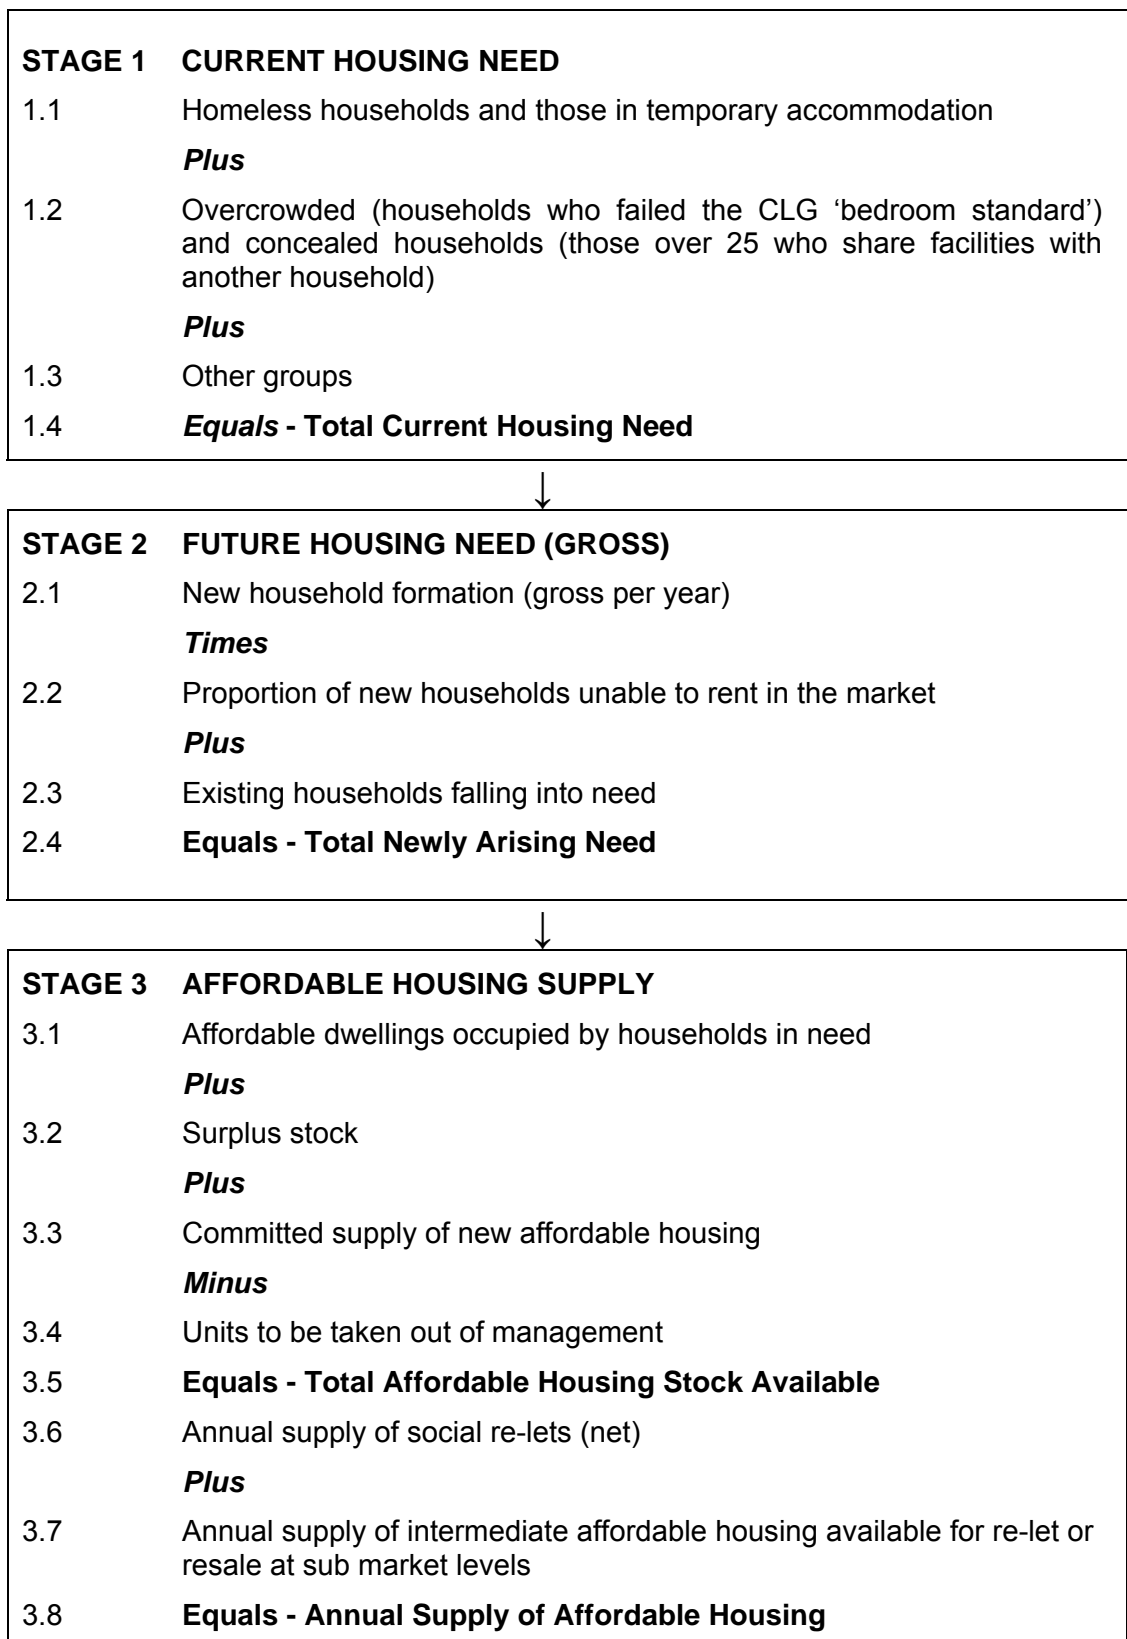 STAGE 1 CURRENT HOUSING NEED
1.1 Homeless households and those in temporary accommodation
Plus
1.2 Overcrowded (households who failed the CLG ‘bedroom standard’)
and concealed households (those over 25 who share facilities with
another household)
Plus
1.3 Other groups
1.4 Equals - Total Current Housing Need
↓
STAGE 2 FUTURE HOUSING NEED (GROSS)
2.1 New household formation (gross per year)
Times
2.2 Proportion of new households unable to rent in the market
Plus
2.3 Existing households falling into need
2.4 Equals - Total Newly Arising Need
↓
STAGE 3 AFFORDABLE HOUSING SUPPLY
3.1 Affordable dwellings occupied by households in need
Plus
3.2 Surplus stock
Plus
3.3 Committed supply of new affordable housing
Minus
3.4 Units to be taken out of management
3.5 Equals - Total Affordable Housing Stock Available
3.6 Annual supply of social re-lets (net)
Plus
3.7 Annual supply of intermediate affordable housing available for re-let or
resale at sub market levels
3.8 Equals - Annual Supply of Affordable Housing